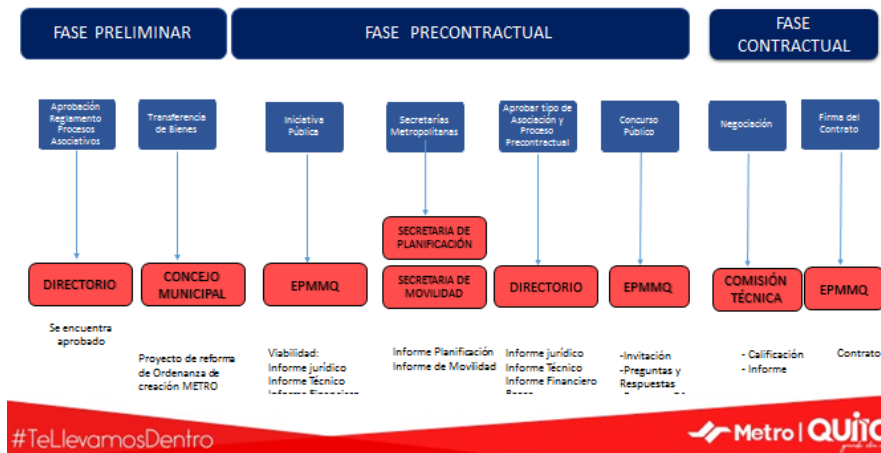 FASE PRELIMINAR
FASE PRECONTRACTUAL
FASE
CONTRACTUAL
Aprobación
Reglamento
Procesos
Asociativos
Transferencia
de Bienes
Iniciativa
Pública
Secretarías
Metropolitanas
Aprobar tipo de
Asociación y
Proceso
Precontractual
Concurso
Público
Negociación
Firma del
Contrato
SECRETARIA DE
PLANIFICACIÓN
DIRECTORIO
CONCEJO
MUNICIPAL
EPMMQ
SECRETARIA DE
MOVILIDAD
DIRECTORIO
EPMMQ
COMISIÓN
TÉCNICA
EPMMQ
Se encuentra
aprobado
Proyecto de reforma
de Ordenanza de
creación METRO
Viabilidad:
Informe jurídico
Informe Técnico
Informe Financiero
Informe Planificación
Informe de Movilidad
Informe jurídico
Informe Técnico
Informe Financiero
-Invitación
-Preguntas y
Respuestas
- Calificación
- Informe
Contrato
#TeLlevamosDentro
Metro | QUITO